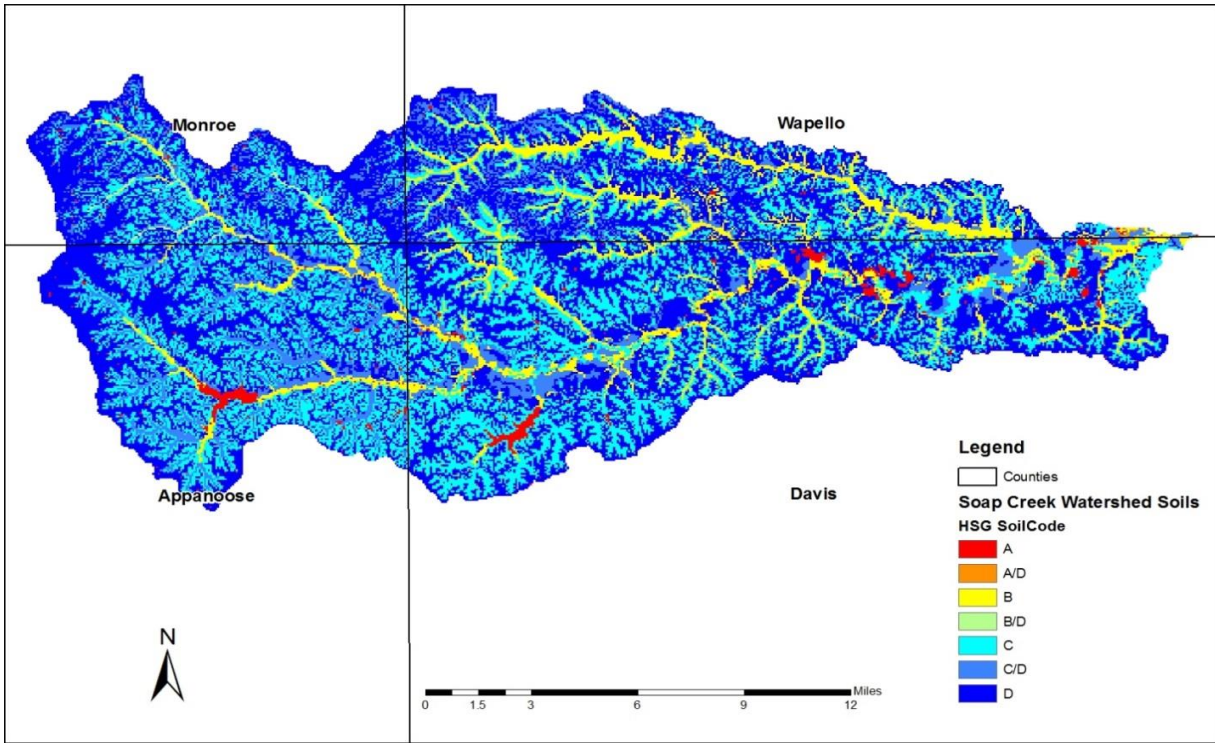 Monroe
Wapello
Appanoose
Davis
Legend
Counties
Soap Creek Watershed Soils
HSG SoilCode
A
A/D
B
B/D
C
C/D
D
N
Miles
0 1.5 3 6 9 12